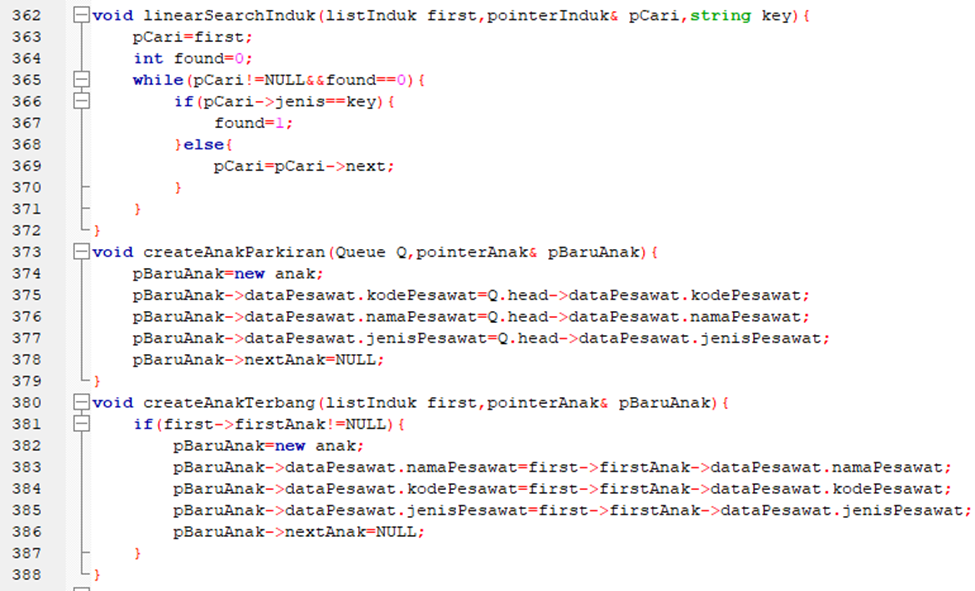 362 void linearSearchInduk(listInduk first,pointerInduk& pCari,string key){
363     pCari=first;
364     int found=0;
365     while(pCari!=NULL&&found==0){
366         if(pCari->jenis==key){
367             found=1;
368         }else{
369             pCari=pCari->next;
370         }
371     }
372 }
373 void createAnakParkiran(Queue Q,pointerAnak& pBaruAnak){
374     pBaruAnak=new anak;
375     pBaruAnak->dataPesawat.kodePesawat=Q.head->dataPesawat.kodePesawat;
376     pBaruAnak->dataPesawat.namaPesawat=Q.head->dataPesawat.namaPesawat;
377     pBaruAnak->dataPesawat.jenisPesawat=Q.head->dataPesawat.jenisPesawat;
378     pBaruAnak->nextAnak=NULL;
379 }
380 void createAnakTerbang(listInduk first,pointerAnak& pBaruAnak){
381     if(first->firstAnak!=NULL){
382         pBaruAnak=new anak;
383         pBaruAnak->dataPesawat.namaPesawat=first->firstAnak->dataPesawat.namaPesawat;
384         pBaruAnak->dataPesawat.kodePesawat=first->firstAnak->dataPesawat.kodePesawat;
385         pBaruAnak->dataPesawat.jenisPesawat=first->firstAnak->dataPesawat.jenisPesawat;
386         pBaruAnak->nextAnak=NULL;
387     }
388 }